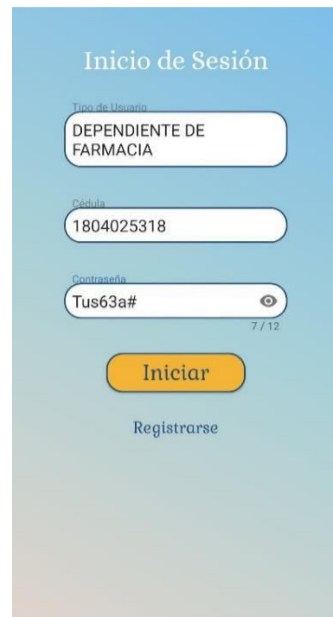 Inicio de Sesión
Tipo de Usuario
DEPENDIENTE DE
FARMACIA
Cédula
1804025318
Contraseña
Tus63a#
7 / 12
Iniciar
Registrarse